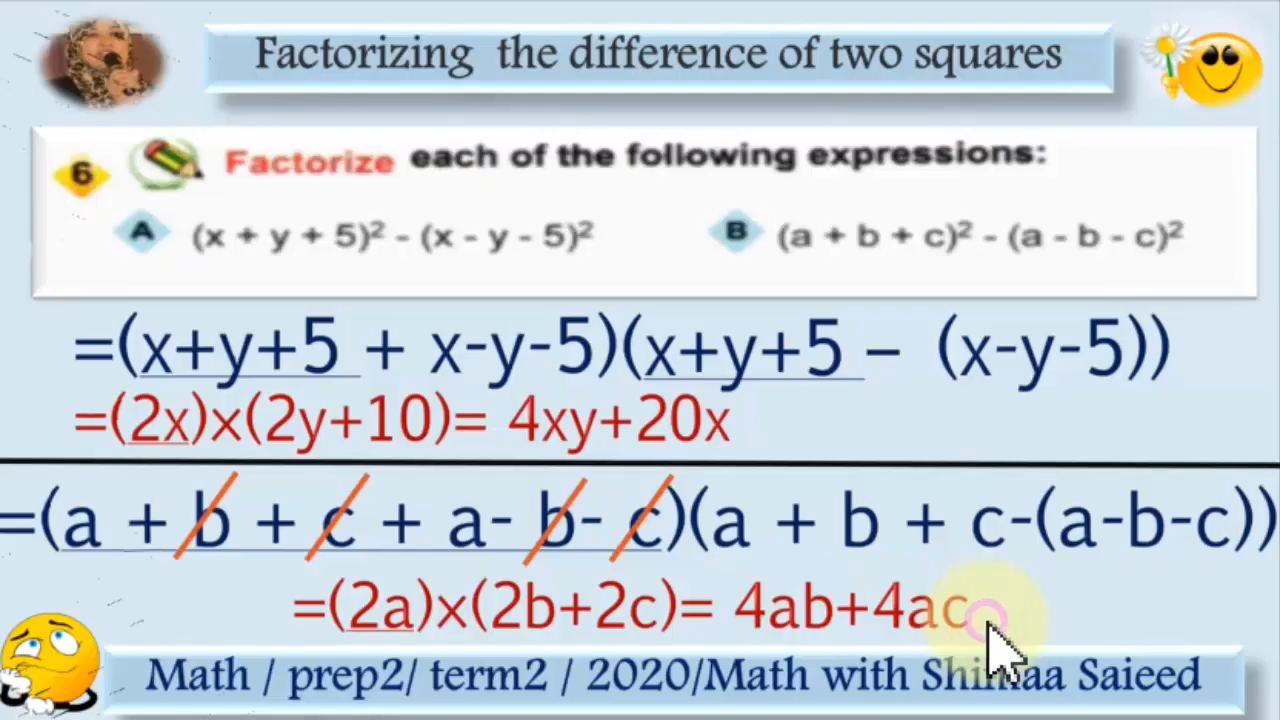 Factorizing the difference of two squares
6 Factorize each of the following expressions:
A (x + y + 5)² - (x - y - 5)² B (a + b + c)² - (a - b - c)²
=(x+y+5 + x-y-5)(x+y+5 – (x-y-5))
=(2x)×(2y+10)= 4xy+20x
=(a + b + c + a- b- c)(a + b + c-(a-b-c))
=(2a)×(2b+2c)= 4ab+4ac
Math / prep2/ term2 / 2020/Math with Shimaa Saieed